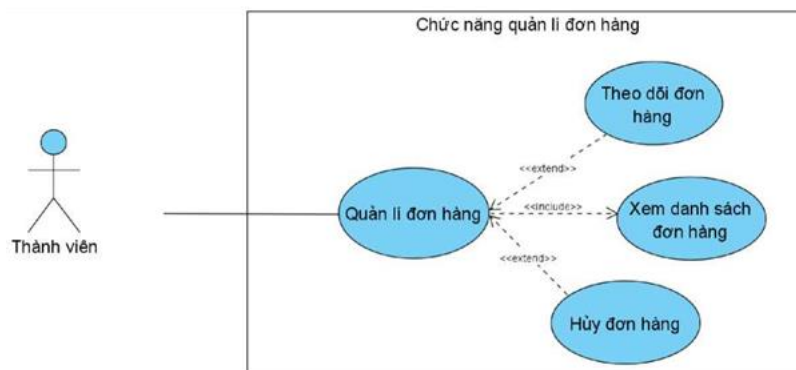 Chức năng quản li đơn hàng
Theo dõi đơn
hàng
<<extend>>
Quản lí đơn hàng
<<include>>
Xem danh sách
đơn hàng
Thành viên
<<extend>>
Hủy đơn hàng